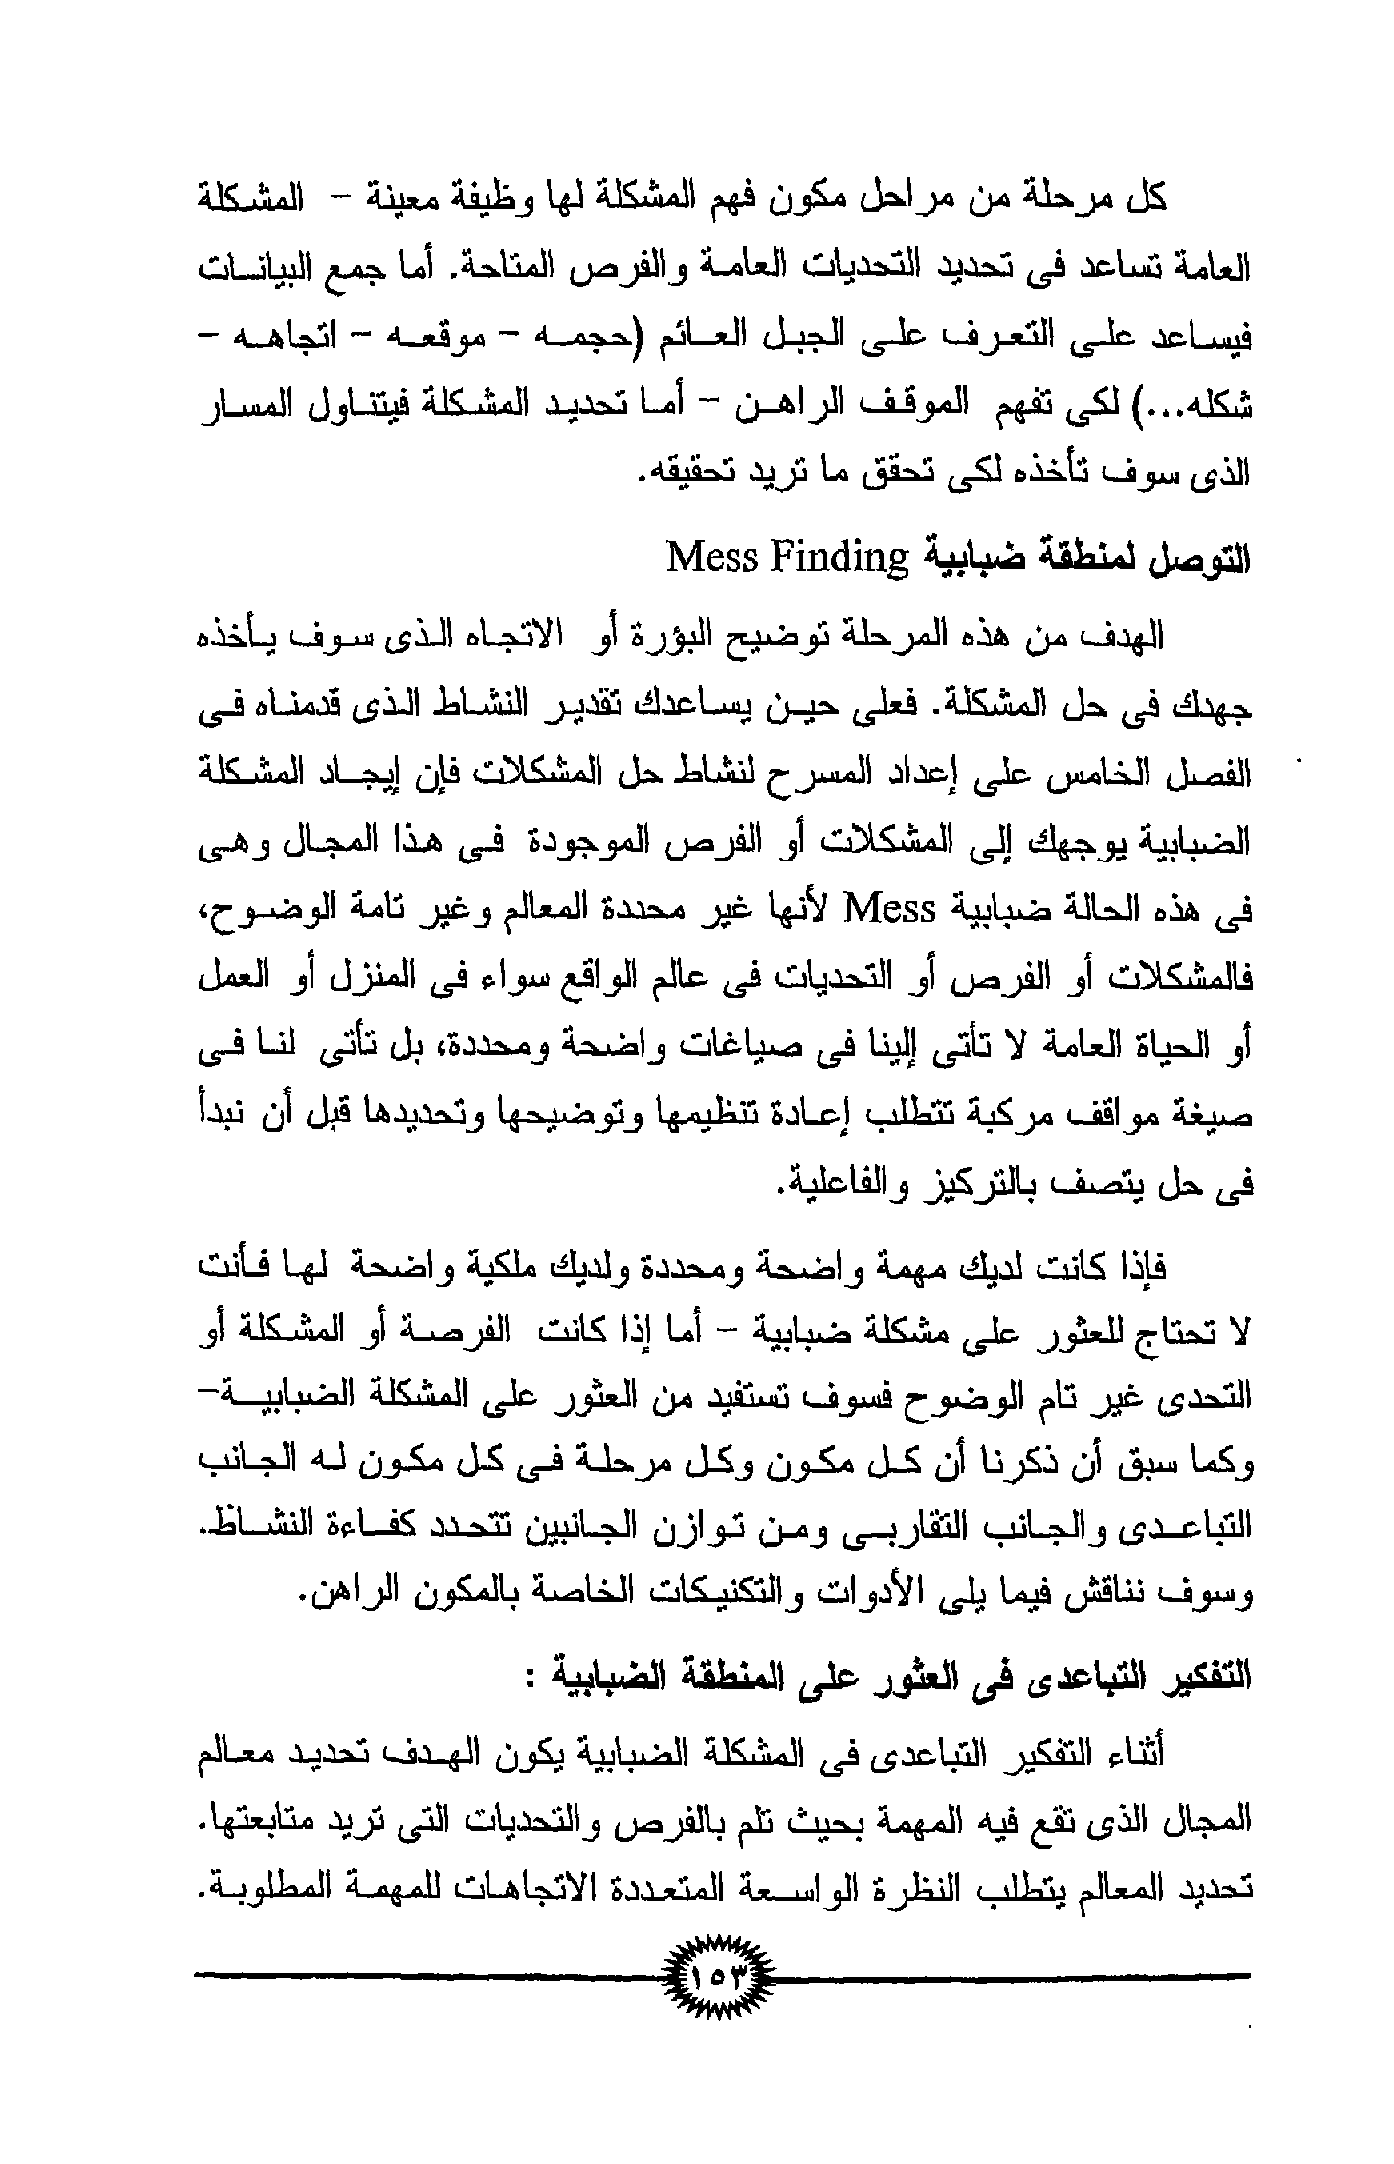 كل مرحلة من مراحل مكون فهم المشكلة لها وظيفة معينة – المشكلة
العامة تساعد فى تحديد التحديات العامة والفرص المتاحة. أما جمع البيانات
فيساعد على التعرف على الجبل العائم (حجمه – موقعه – اتجاهه –
شكله...) لكى تفهم الموقف الراهن – أما تحديد المشكلة فيتناول المسار
الذى سوف تأخذه لكى تحقق ما تريد تحقيقه.
التوصل لمنطقة ضبابية Mess Finding
الهدف من هذه المرحلة توضيح البؤرة أو الاتجاه الذى سوف يأخذه
جهدك فى حل المشكلة. فعلى حين يساعدك تقدير النشاط الذى قدمناه فى
الفصل الخامس على إعداد المسرح لنشاط حل المشكلات فإن إيجاد المشكلة
الضبابية يوجهك إلى المشكلات أو الفرص الموجودة فى هذا المجال وهى
فى هذه الحالة ضبابية Mess لأنها غير محددة المعالم وغير تامة الوضوح،
فالمشكلات أو الفرص أو التحديات فى عالم الواقع سواء فى المنزل أو العمل
أو الحياة العامة لا تأتى إلينا فى صياغات واضحة ومحددة، بل تأتى لنا فى
صيغة مواقف مركبة تتطلب إعادة تنظيمها وتوضيحها وتحديدها قبل أن نبدأ
فى حل يتصف بالتركيز والفاعلية.
فإذا كانت لديك مهمة واضحة ومحددة ولديك ملكية واضحة لها فأنت
لا تحتاج للعثور على مشكلة ضبابية – أما إذا كانت الفرصة أو المشكلة أو
التحدى غير تام الوضوح فسوف تستفيد من العثور على المشكلة الضبابية–
وكما سبق أن ذكرنا أن كل مكون وكل مرحلة فى كل مكون له الجانب
التباعدى والجانب التقاربى ومن توازن الجانبين تتحدد كفاءة النشاط.
وسوف نناقش فيما يلى الأدوات والتكنيكات الخاصة بالمكون الراهن.
التفكير التباعدى فى العثور على المنطقة الضبابية :
أثناء التفكير التباعدى فى المشكلة الضبابية يكون الهدف تحديد معالم
المجال الذى تقع فيه المهمة بحيث تلم بالفرص والتحديات التى تريد متابعتها.
تحديد المعالم يتطلب النظرة الواسعة المتعددة الاتجاهات للمهمة المطلوبة.
١٥٣